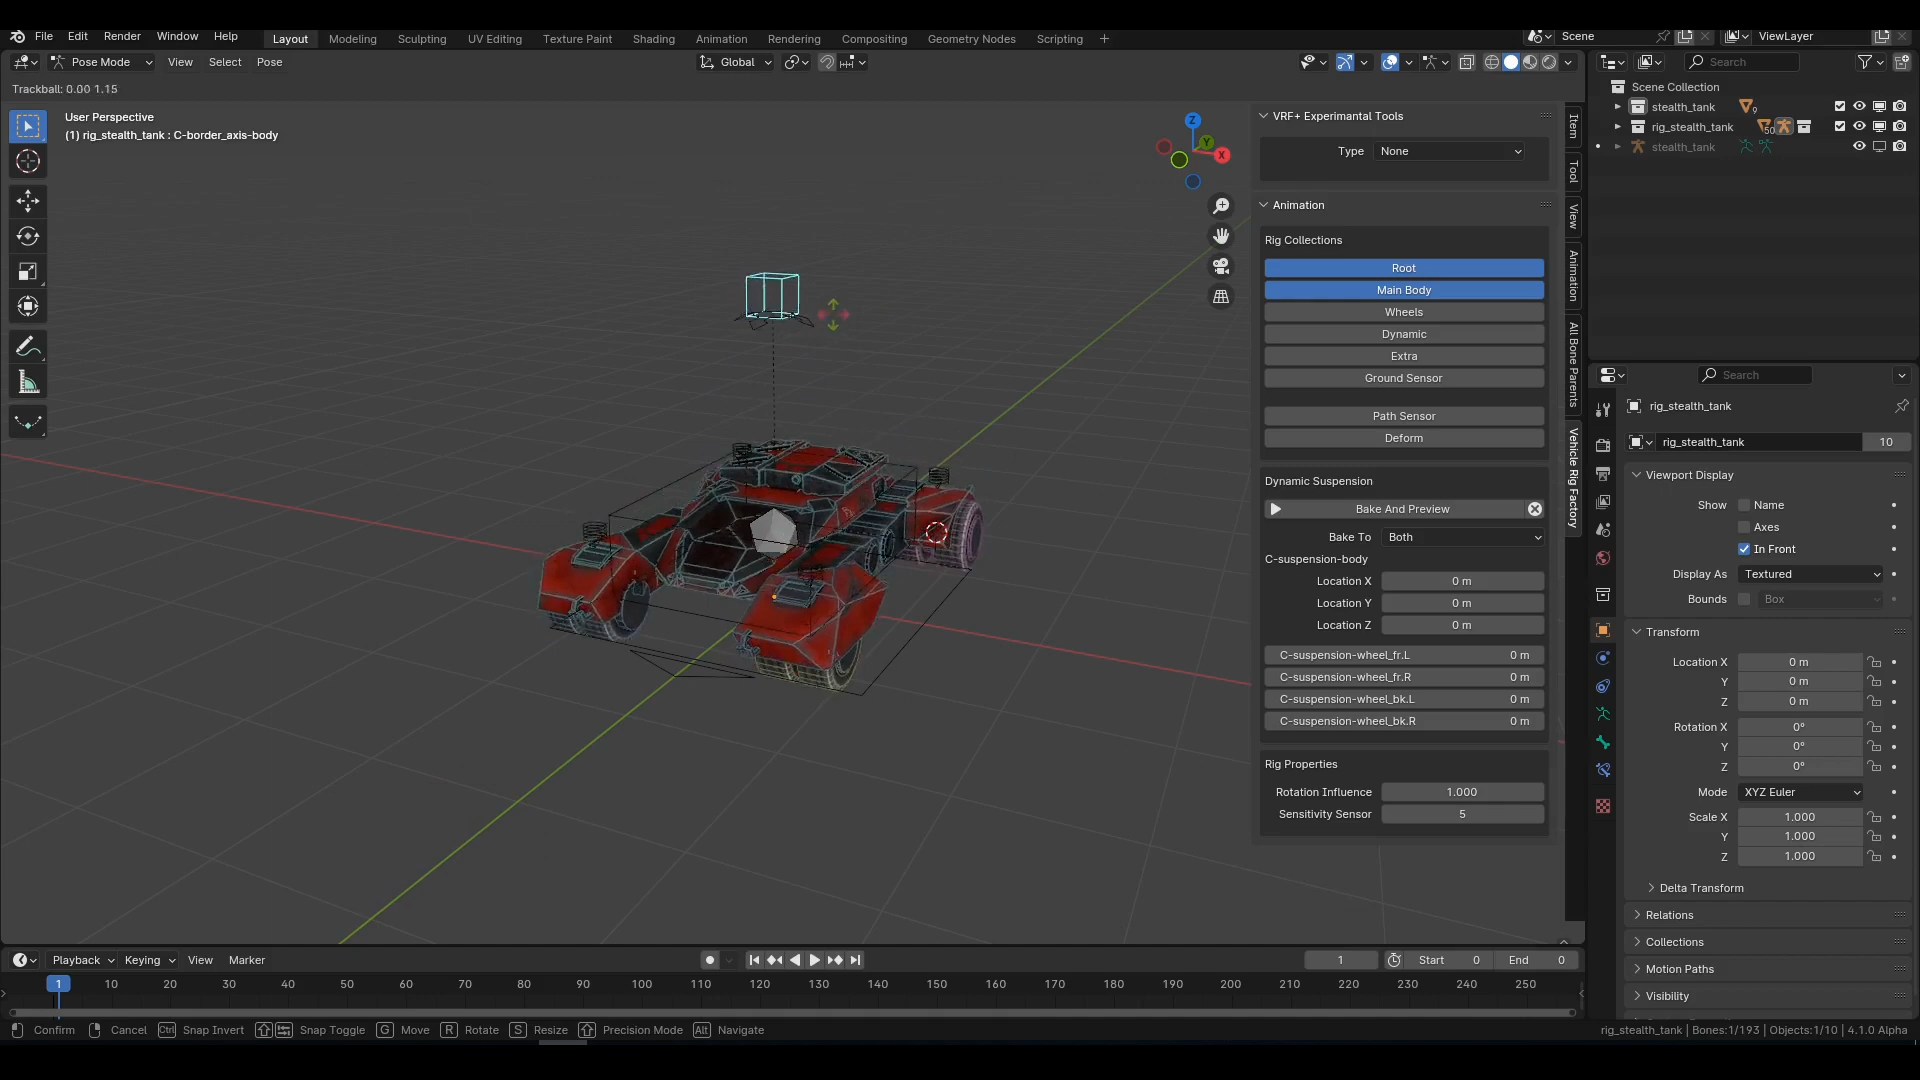 File Edit Render Window Help Layout Modeling Sculpting UV Editing Texture Paint Shading Animation Rendering Compositing Geometry Nodes Scripting + Scene ViewLayer
Pose Mode View Select Pose Global Search
Trackball: 0.00 1.15
User Perspective
(1) rig_stealth_tank : C-border_axis-body
Z
Y
X
VRF+ Experimantal Tools
Type None
Animation
Rig Collections
Root
Main Body
Wheels
Dynamic
Extra
Ground Sensor
Path Sensor
Deform
Dynamic Suspension
Bake And Preview
Bake To Both
C-suspension-body
Location X 0 m
Location Y 0 m
Location Z 0 m
C-suspension-wheel_fr.L 0 m
C-suspension-wheel_fr.R 0 m
C-suspension-wheel_bk.L 0 m
C-suspension-wheel_bk.R 0 m
Rig Properties
Rotation Influence 1.000
Sensitivity Sensor 5
Item
Tool
View
Animation
All Bone Parents
Vehicle Rig Factory
Scene Collection
stealth_tank 9
rig_stealth_tank 50
stealth_tank
Search
rig_stealth_tank
rig_stealth_tank 10
Viewport Display
Show Name
Axes
In Front
Display As Textured
Bounds Box
Transform
Location X 0 m
Y 0 m
Z 0 m
Rotation X 0°
Y 0°
Z 0°
Mode XYZ Euler
Scale X 1.000
Y 1.000
Z 1.000
Delta Transform
Relations
Collections
Motion Paths
Visibility
Playback Keying View Marker 1 Start 0 End 0
1 10 20 30 40 50 60 70 80 90 100 110 120 130 140 150 160 170 180 190 200 210 220 230 240 250
Confirm Cancel Ctrl Snap Invert Snap Toggle G Move R Rotate S Resize Precision Mode Alt Navigate rig_stealth_tank | Bones:1/193 | Objects:1/10 | 4.1.0 Alpha